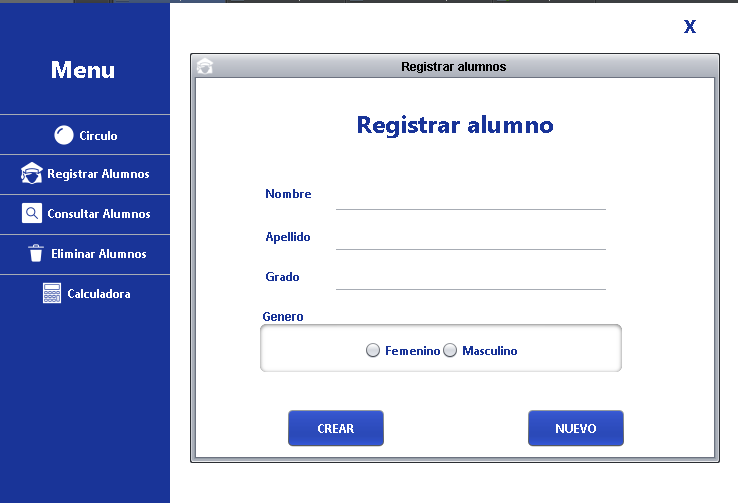 X
Menu
Circulo
Registrar Alumnos
Consultar Alumnos
Eliminar Alumnos
Calculadora
Registrar alumnos
Registrar alumno
Nombre
Apellido
Grado
Genero
Femenino Masculino
CREAR NUEVO